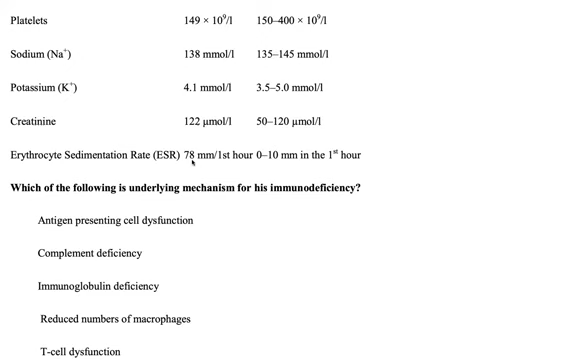 Platelets 149 × 10⁹/l 150–400 × 10⁹/l
Sodium (Na⁺) 138 mmol/l 135–145 mmol/l
Potassium (K⁺) 4.1 mmol/l 3.5–5.0 mmol/l
Creatinine 122 µmol/l 50–120 µmol/l
Erythrocyte Sedimentation Rate (ESR) 78 mm/1st hour 0–10 mm in the 1ˢᵗ hour
Which of the following is underlying mechanism for his immunodeficiency?
Antigen presenting cell dysfunction
Complement deficiency
Immunoglobulin deficiency
Reduced numbers of macrophages
T-cell dysfunction